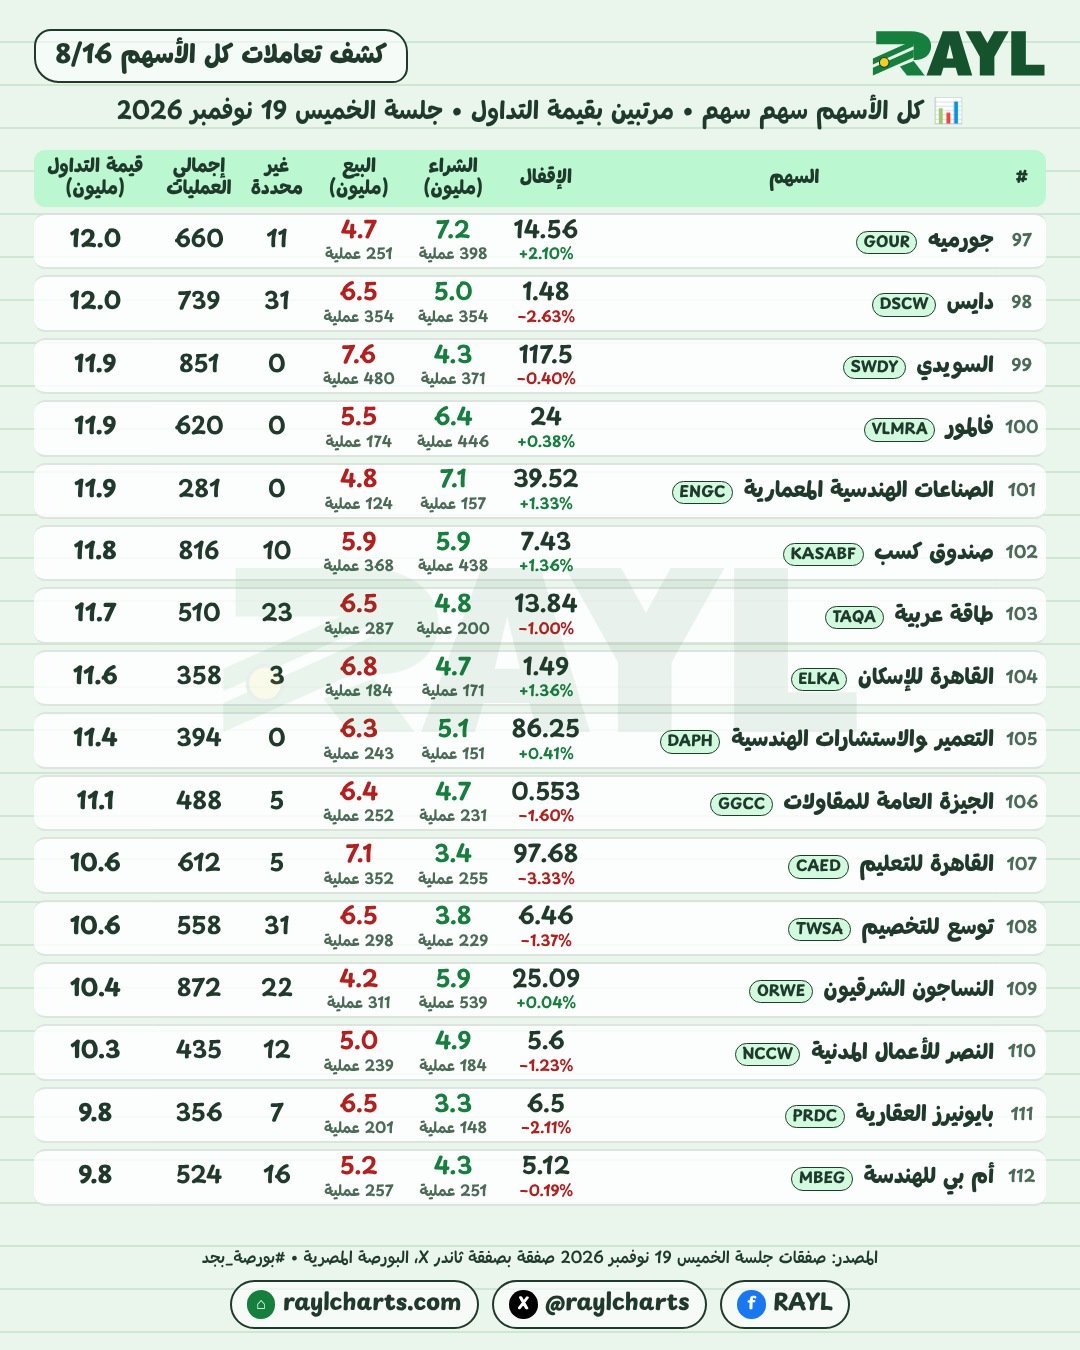 RAYL
كشف تعاملات كل الأسهم 8/16
📊 كل الأسهم سهم سهم • مرتبين بقيمة التداول • جلسة الخميس 19 نوفمبر 2026
# السهم الإقفال الشراء (مليون) البيع (مليون) غير محددة إجمالي العمليات قيمة التداول (مليون)
97 جورميه GOUR 14.56 7.2 4.7 11 660 12.0
+2.10% 398 عملية 251 عملية
98 دايس DSCW 1.48 5.0 6.5 31 739 12.0
−2.63% 354 عملية 354 عملية
99 السويدي SWDY 117.5 4.3 7.6 0 851 11.9
−0.40% 371 عملية 480 عملية
100 فالمور VLMRA 24 6.4 5.5 0 620 11.9
+0.38% 446 عملية 174 عملية
101 الصناعات الهندسية المعمارية ENGC 39.52 7.1 4.8 0 281 11.9
+1.33% 157 عملية 124 عملية
102 صندوق كسب KASABF 7.43 5.9 5.9 10 816 11.8
+1.36% 438 عملية 368 عملية
103 طاقة عربية TAQA 13.84 4.8 6.5 23 510 11.7
−1.00% 200 عملية 287 عملية
104 القاهرة للإسكان ELKA 1.49 4.7 6.8 3 358 11.6
+1.36% 171 عملية 184 عملية
105 التعمير والاستشارات الهندسية DAPH 86.25 5.1 6.3 0 394 11.4
+0.41% 151 عملية 243 عملية
106 الجيزة العامة للمقاولات GGCC 0.553 4.7 6.4 5 488 11.1
−1.60% 231 عملية 252 عملية
107 القاهرة للتعليم CAED 97.68 3.4 7.1 5 612 10.6
−3.33% 255 عملية 352 عملية
108 توسع للتخصيم TWSA 6.46 3.8 6.5 31 558 10.6
−1.37% 229 عملية 298 عملية
109 النساجون الشرقيون ORWE 25.09 5.9 4.2 22 872 10.4
+0.04% 539 عملية 311 عملية
110 النصر للأعمال المدنية NCCW 5.6 4.9 5.0 12 435 10.3
−1.23% 184 عملية 239 عملية
111 بايونيرز العقارية PRDC 6.5 3.3 6.5 7 356 9.8
−2.11% 148 عملية 201 عملية
112 أم بي للهندسة MBEG 5.12 4.3 5.2 16 524 9.8
−0.19% 251 عملية 257 عملية
المصدر: صفقات جلسة الخميس 19 نوفمبر 2026 صفقة بصفقة ثاندر X، البورصة المصرية • #بورصة_بجد
RAYL @raylcharts raylcharts.com